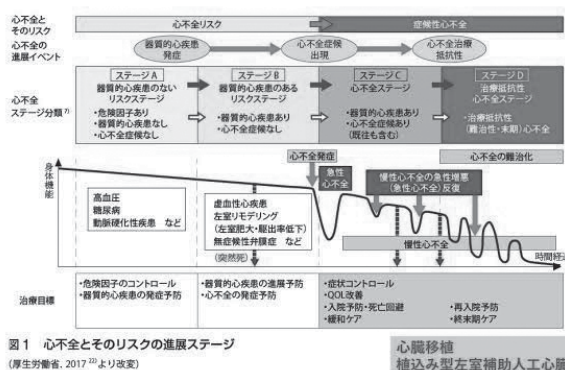 心不全と
そのリスク
心不全リスク
症候性心不全
心不全の
進展イベント
器質的心疾患
発症
心不全症候
出現
心不全治療
抵抗性
心不全
ステージ分類 7)
ステージA
器質的心疾患のない
リスクステージ
・危険因子あり
・器質的心疾患なし
・心不全症候なし
ステージB
器質的心疾患のある
リスクステージ
・器質的心疾患あり
・心不全症候なし
ステージC
心不全ステージ
・器質的心疾患あり
・心不全症候あり
(既往も含む)
ステージD
治療抵抗性
心不全ステージ
・治療抵抗性
(難治性・末期)心不全
身体機能
心不全発症
心不全の難治化
急性
心不全
慢性心不全の急性増悪
(急性心不全)反復
高血圧
糖尿病
動脈硬化性疾患 など
虚血性心疾患
左室リモデリング
(左室肥大・駆出率低下)
無症候性弁膜症 など
(突然死)
慢性心不全
時間経過
治療目標
・危険因子のコントロール
・器質的心疾患の発症予防
・器質的心疾患の進展予防
・心不全の発症予防
・症状コントロール
・QOL改善
・入院予防・死亡回避
・緩和ケア
・再入院予防
・終末期ケア
図1 心不全とそのリスクの進展ステージ
(厚生労働省. 2017 22)より改変)
心臓移植
植込み型左室補助人工心臓